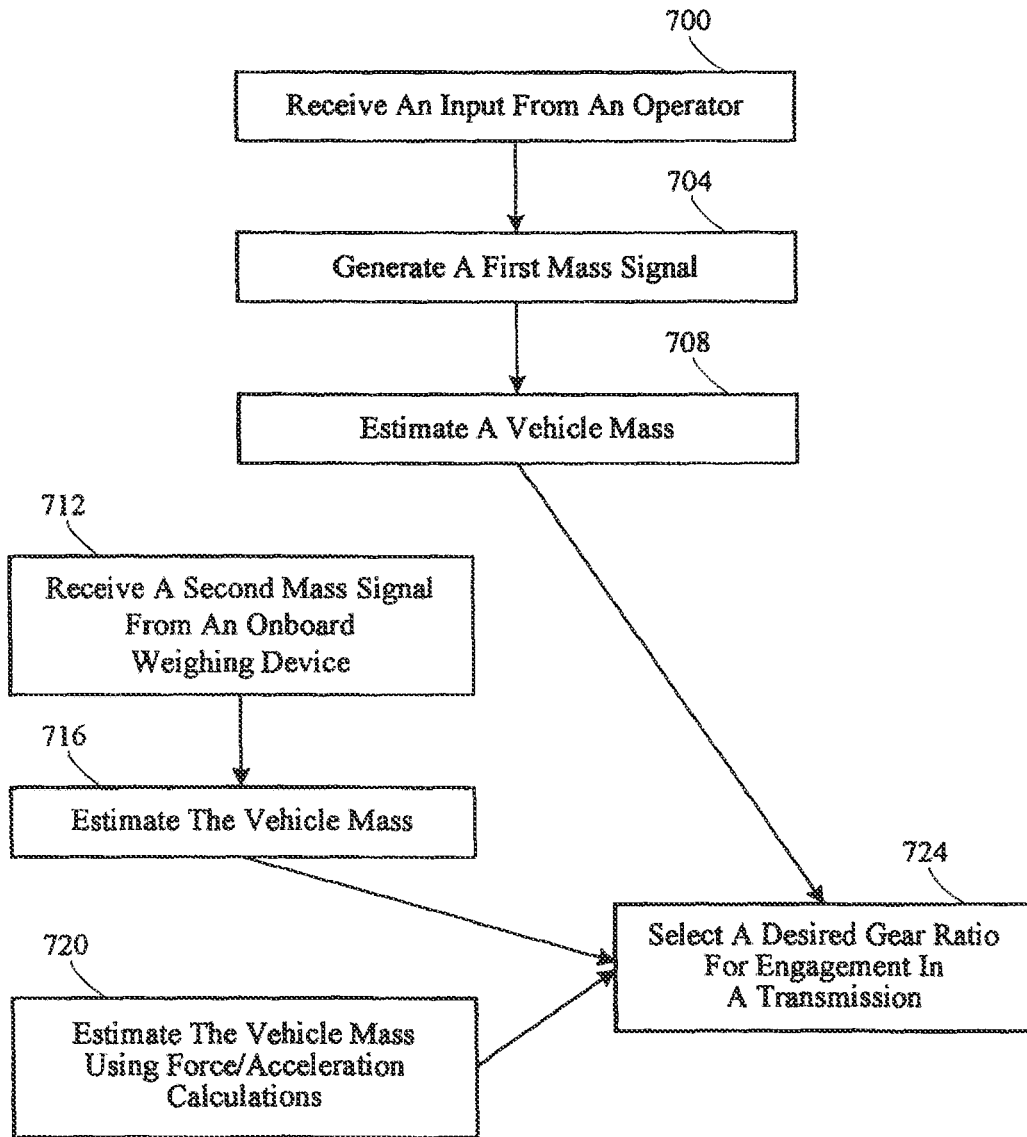 700
Receive An Input From An Operator
704
Generate A First Mass Signal
708
Estimate A Vehicle Mass
712
Receive A Second Mass Signal
From An Onboard
Weighing Device
716
Estimate The Vehicle Mass
720
Estimate The Vehicle Mass
Using Force/Acceleration
Calculations
724
Select A Desired Gear Ratio
For Engagement In
A Transmission